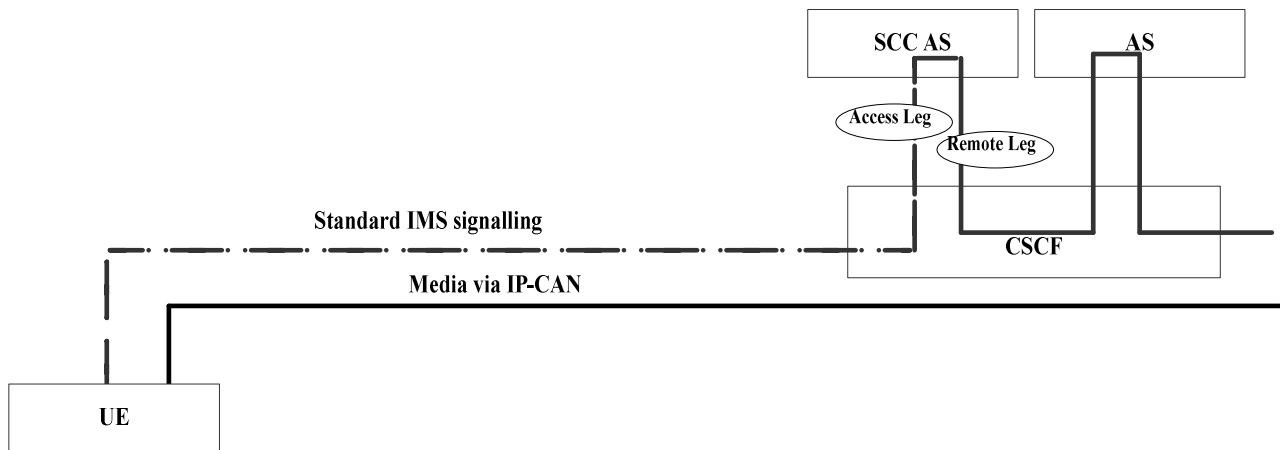 SCC AS
AS
Access Leg
Remote Leg
Standard IMS signalling
CSCF
Media via IP-CAN
UE